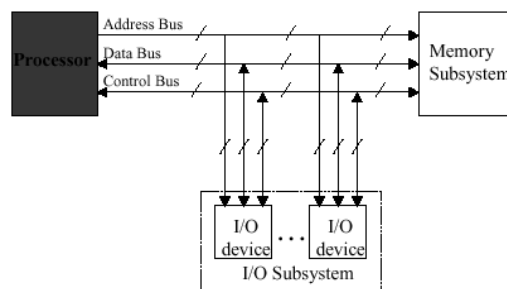 Address Bus
Data Bus
Processor
Control Bus
Memory
Subsystem
I/O
device
...
I/O
device
I/O Subsystem